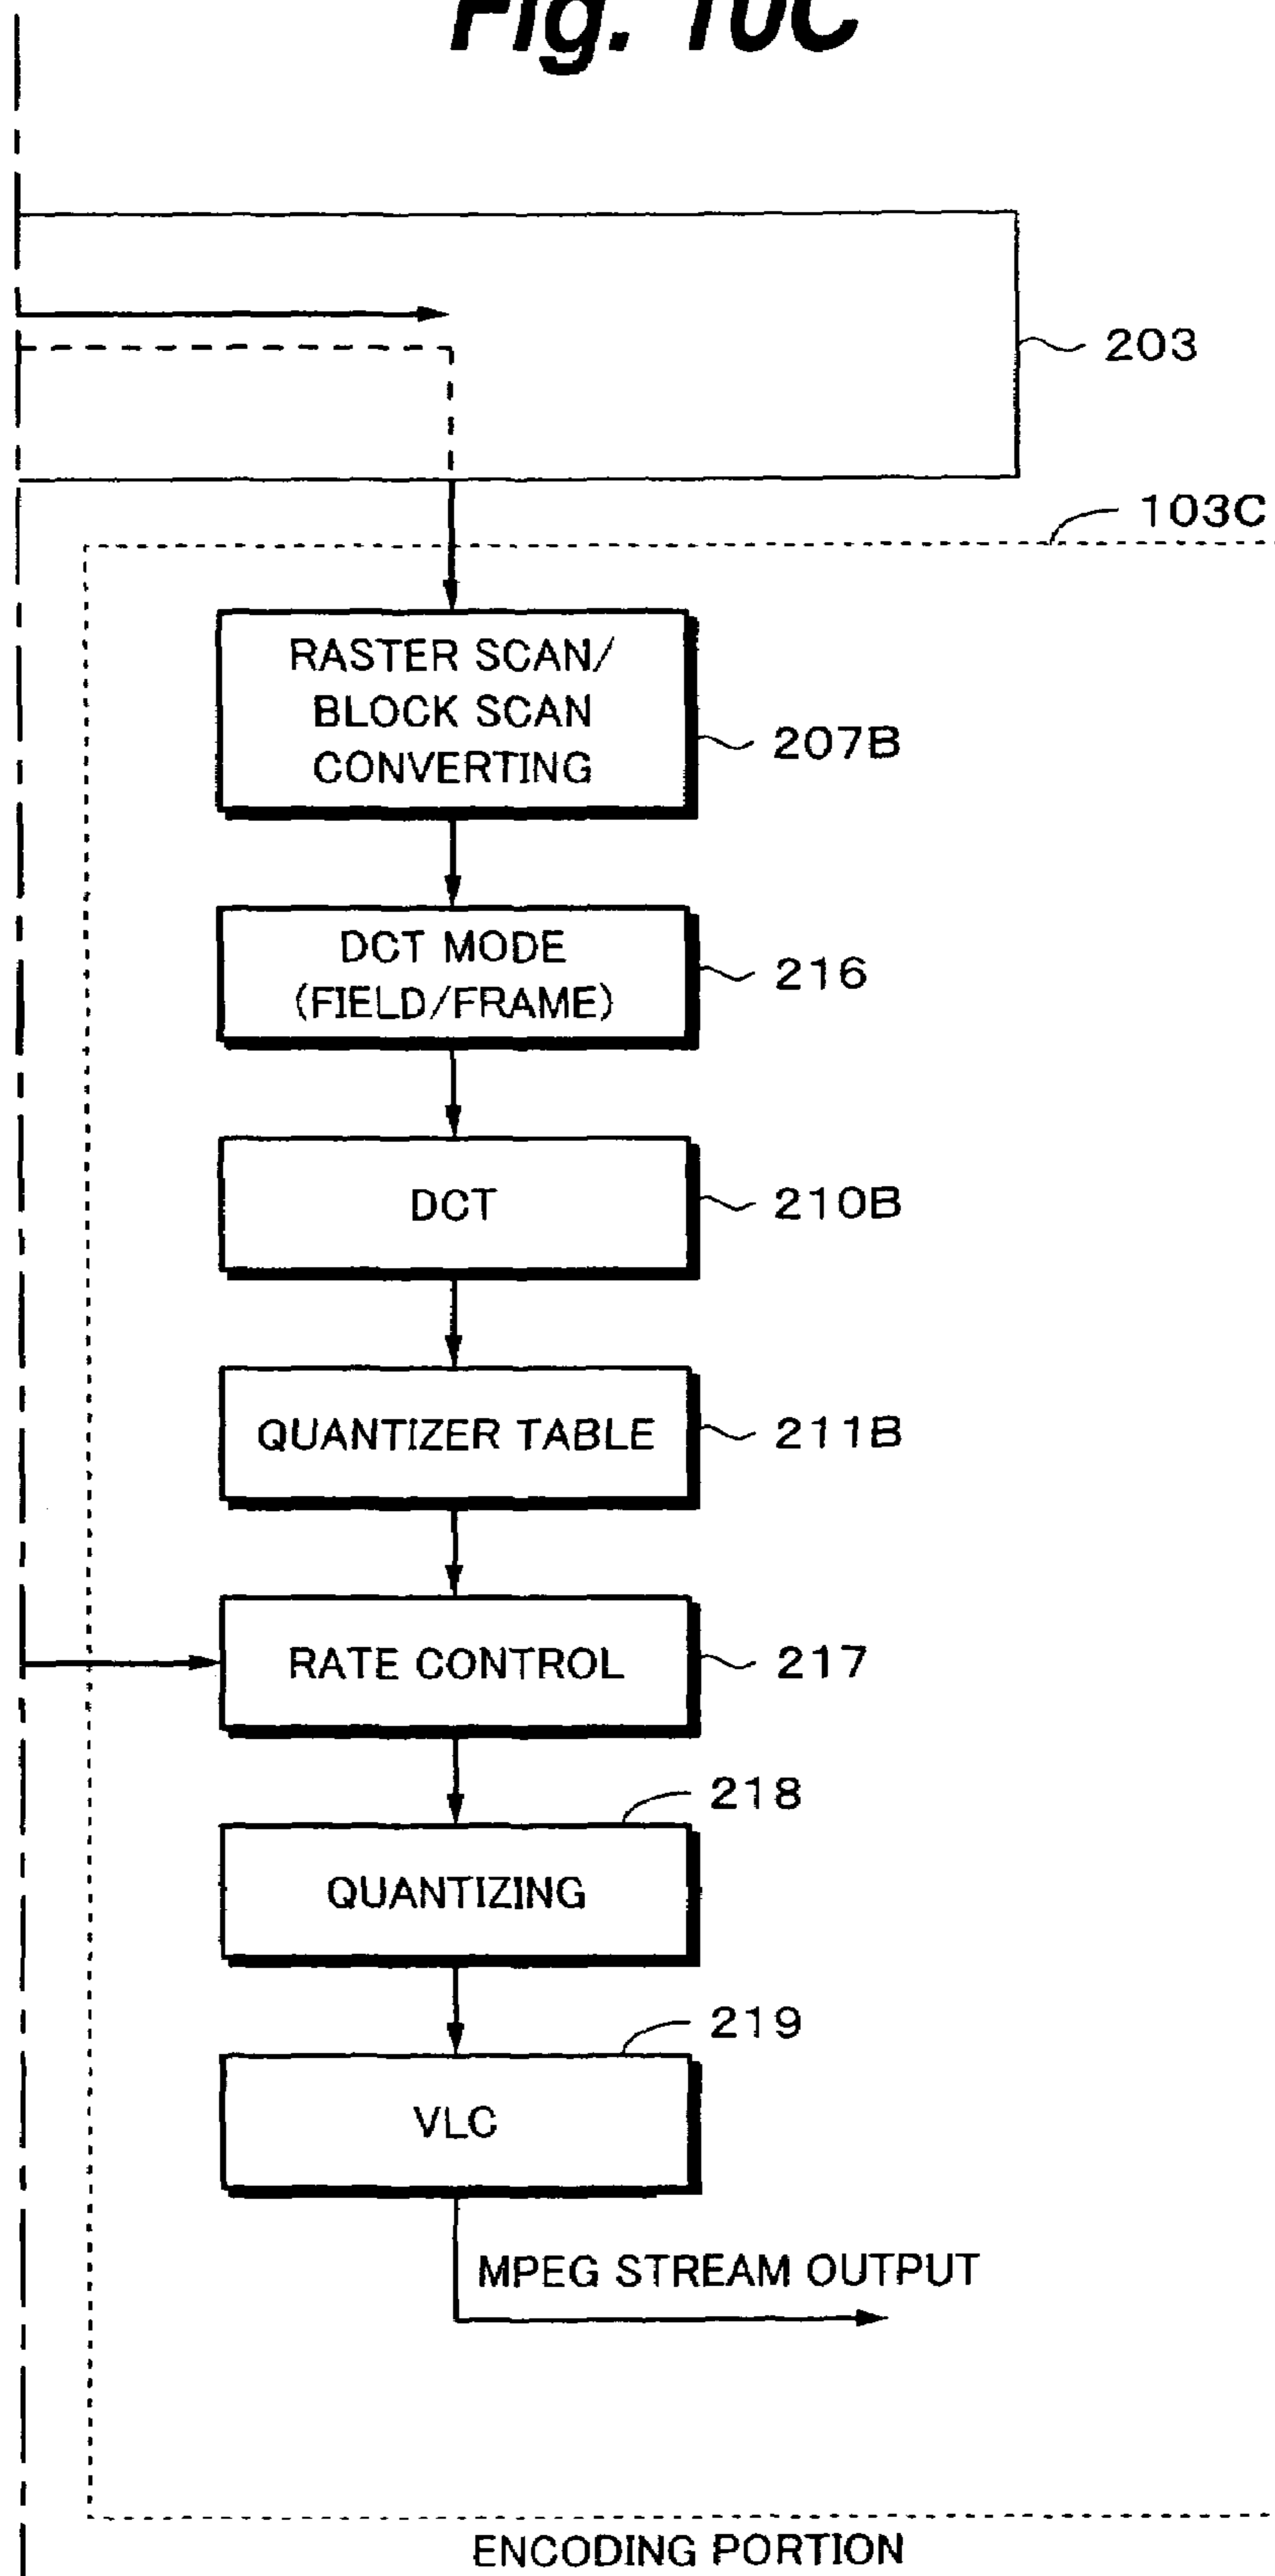 Fig. 10C
203
103C
RASTER SCAN/
BLOCK SCAN
CONVERTING
207B
DCT MODE
(FIELD/FRAME)
216
DCT
210B
QUANTIZER TABLE
211B
RATE CONTROL
217
218
QUANTIZING
219
VLC
MPEG STREAM OUTPUT
ENCODING PORTION